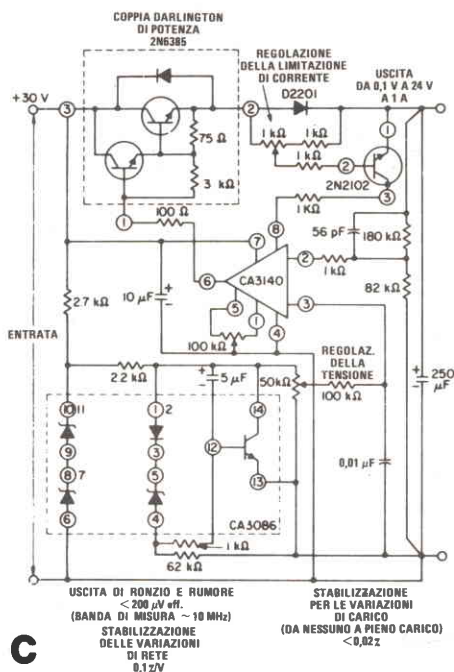 COPPIA DARLINGTON
DI POTENZA
2N6385
REGOLAZIONE
DELLA LIMITAZIONE
DI CORRENTE
D2201
USCITA
DA 0,1 V A 24 V
A 1 A
+30 V
3
2
1
75 Ω
3 kΩ
1 kΩ
1 kΩ
1 kΩ
2
2N2102
3
1
100 Ω
1KΩ
8
7
56 pF
180 kΩ
6
CA3140
2
1 kΩ
3
5
1
4
82 kΩ
2.7 kΩ
10 μF
+
-
100 kΩ
ENTRATA
REGOLAZ.
DELLA
TENSIONE
250
μF
+
-
2.2 kΩ
+
-
5 μF
50kΩ
100 kΩ
10 11
1 2
14
9
3
12
0,01 μF
8 7
5
13
6
4
CA3086
1 kΩ
62 kΩ
USCITA DI RONZIO E RUMORE
<200 μV eff.
(BANDA DI MISURA ~ 10 MHz)
STABILIZZAZIONE
DELLE VARIAZIONI
DI RETE
0.1%/V
STABILIZZAZIONE
PER LE VARIAZIONI
DI CARICO
(DA NESSUNO A PIENO CARICO)
<0,02%
C